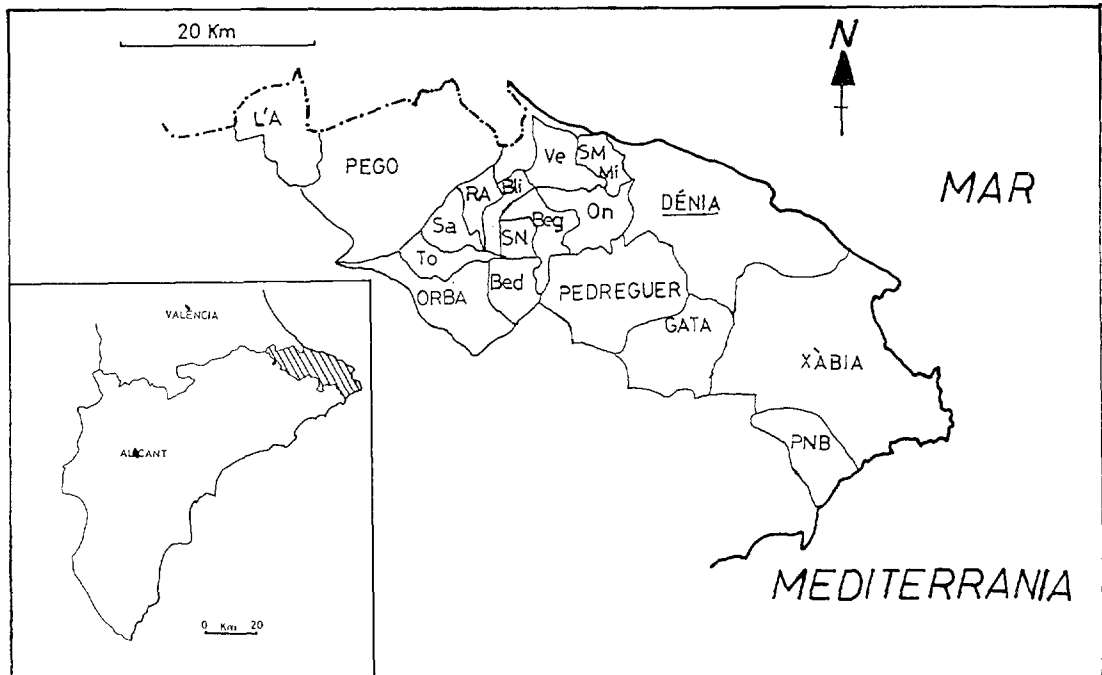 20 Km
N
L'A
PEGO
Ve
SM
Mi
MAR
RA
Bli
DÉNIA
Sa
Beg
On
SN
To
ORBA
Bed
PEDREGUER
GATA
XÀBIA
PNB
MEDITERRANIA
VALÈNCIA
ALACANT
0 Km 20